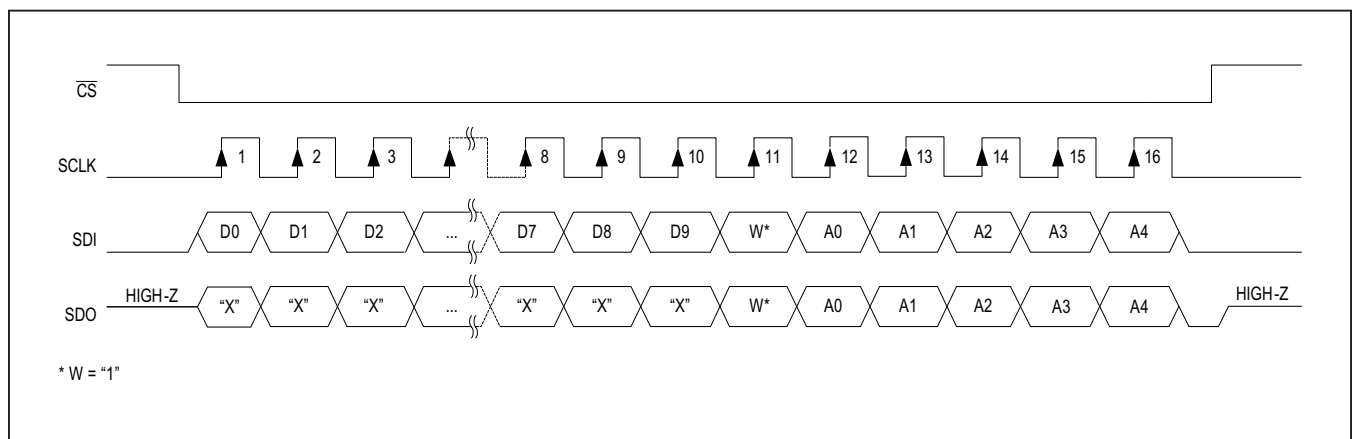 CS
SCLK 1 2 3 8 9 10 11 12 13 14 15 16
SDI D0 D1 D2 ... D7 D8 D9 W* A0 A1 A2 A3 A4
HIGH-Z HIGH-Z
SDO “X” “X” “X” ... “X” “X” “X” W* A0 A1 A2 A3 A4
* W = “1”